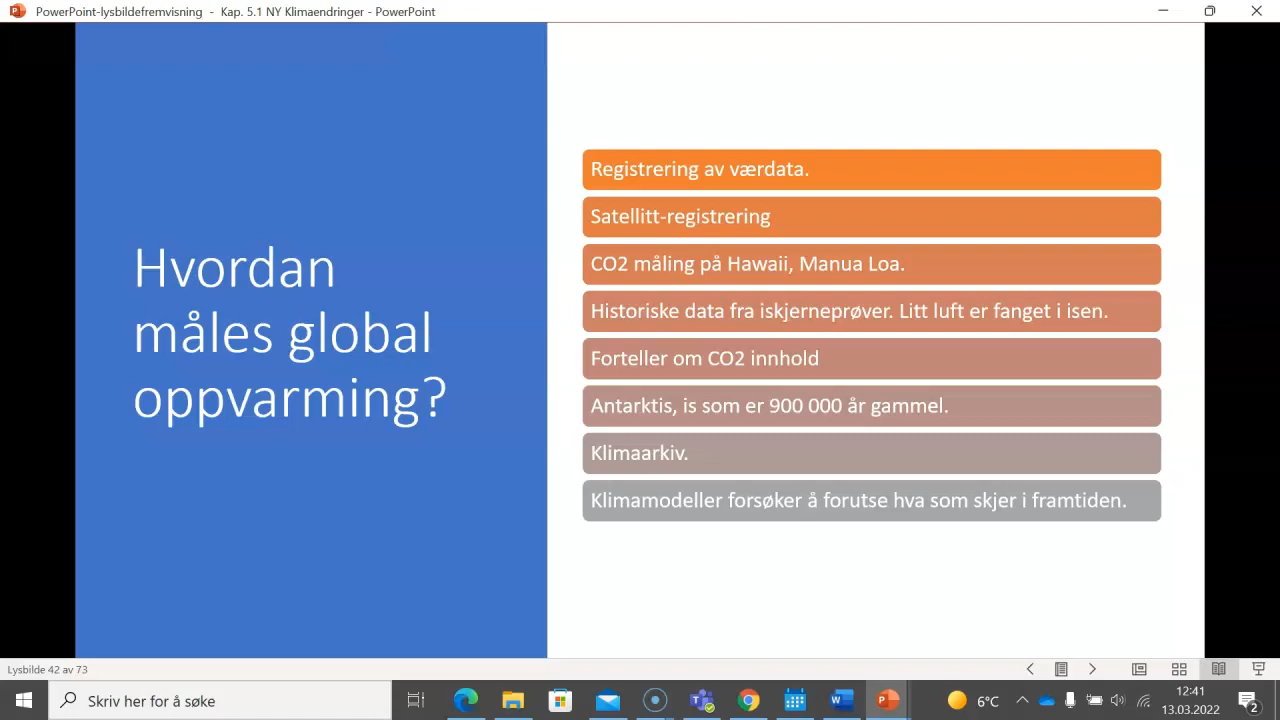 PowerPoint-lysbildefremvisning - Kap. 5.1 NY Klimaendringer - PowerPoint
Hvordan
måles global
oppvarming?
Registrering av værdata.
Satellitt-registrering
CO2 måling på Hawaii, Manua Loa.
Historiske data fra iskjerneprøver. Litt luft er fanget i isen.
Forteller om CO2 innhold
Antarktis, is som er 900 000 år gammel.
Klimaarkiv.
Klimamodeller forsøker å forutse hva som skjer i framtiden.
Lysbilde 42 av 73
Skriv her for å søke
6°C
12:41
13.03.2022
2